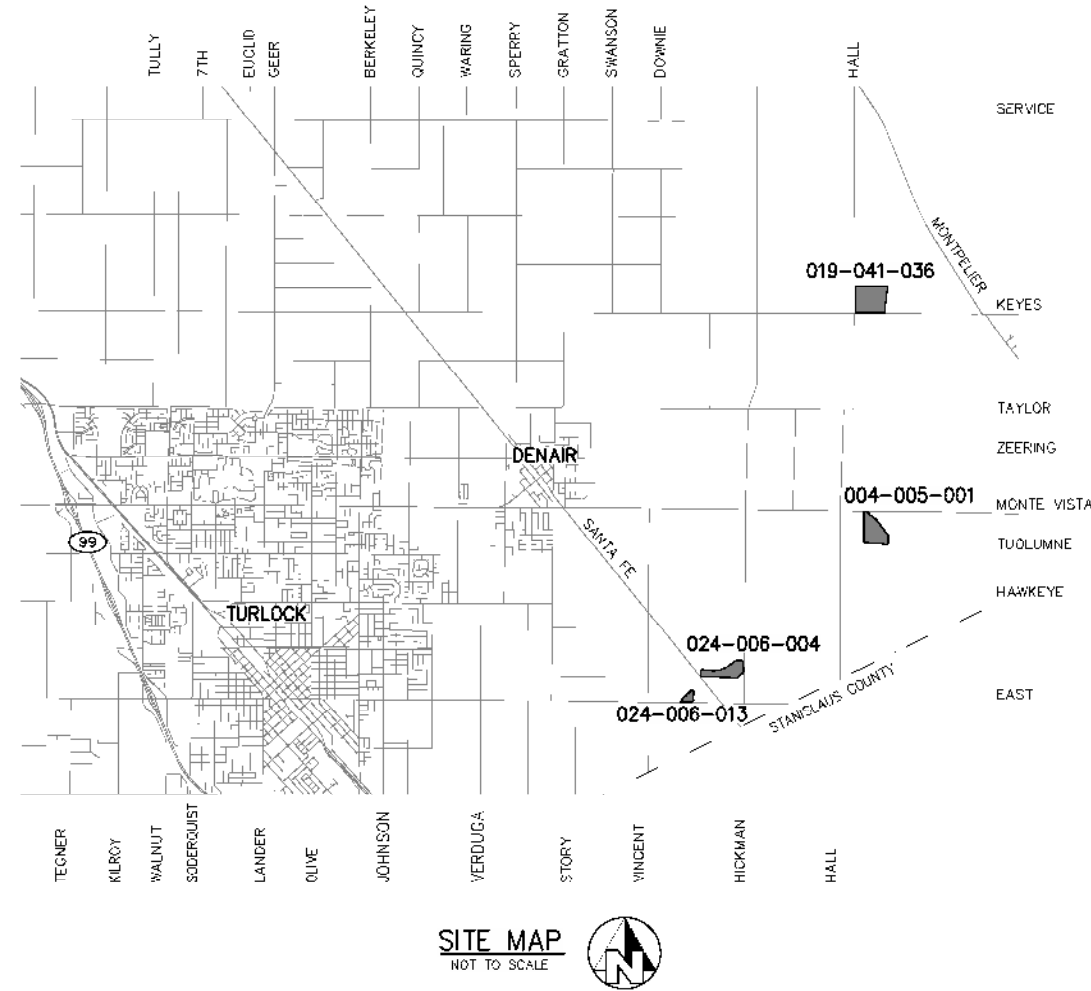 TULLY
7TH
EUCLID
GEER
BERKELEY
QUINCY
WARING
SPERRY
GRATTON
SWANSON
DOWNIE
HALL
SERVICE
MONTPELIER
019-041-036
KEYES
TAYLOR
ZEERING
DENAIR
004-005-001
MONTE VISTA
99
SANTA FE
TUOLUMNE
HAWKEYE
TURLOCK
024-006-004
EAST
STANISLAUS COUNTY
024-006-013
TEGNER
KILROY
WALNUT
SODERQUIST
LANDER
OLIVE
JOHNSON
VERDUGA
STORY
VINCENT
HICKMAN
HALL
SITE MAP
NOT TO SCALE
N